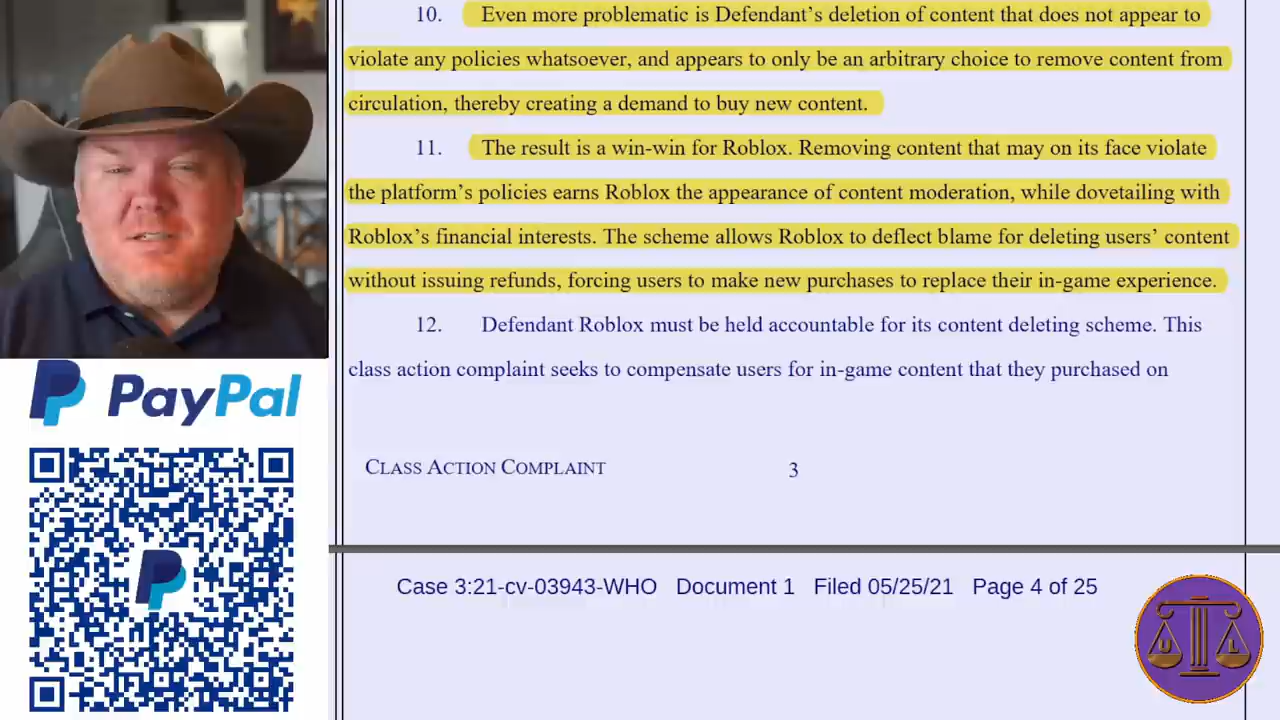 10. Even more problematic is Defendant’s deletion of content that does not appear to
violate any policies whatsoever, and appears to only be an arbitrary choice to remove content from
circulation, thereby creating a demand to buy new content.
11. The result is a win-win for Roblox. Removing content that may on its face violate
the platform’s policies earns Roblox the appearance of content moderation, while dovetailing with
Roblox’s financial interests. The scheme allows Roblox to deflect blame for deleting users’ content
without issuing refunds, forcing users to make new purchases to replace their in-game experience.
12. Defendant Roblox must be held accountable for its content deleting scheme. This
class action complaint seeks to compensate users for in-game content that they purchased on
CLASS ACTION COMPLAINT 3
Case 3:21-cv-03943-WHO Document 1 Filed 05/25/21 Page 4 of 25
PayPal
U L